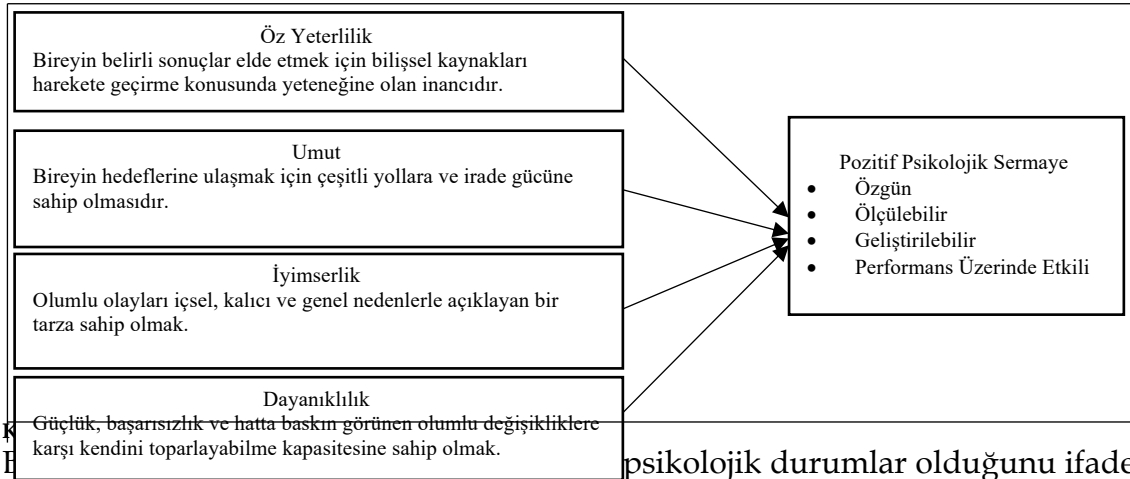 Öz Yeterlilik
Bireyin belirli sonuçlar elde etmek için bilişsel kaynakları
harekete geçirme konusunda yeteneğine olan inancıdır.
Umut
Bireyin hedeflerine ulaşmak için çeşitli yollara ve irade gücüne
sahip olmasıdır.
İyimserlik
Olumlu olayları içsel, kalıcı ve genel nedenlerle açıklayan bir
tarza sahip olmak.
Dayanıklılık
Güçlük, başarısızlık ve hatta baskın görünen olumlu değişikliklere
karşı kendini toparlayabilme kapasitesine sahip olmak.
Pozitif Psikolojik Sermaye
• Özgün
• Ölçülebilir
• Geliştirilebilir
• Performans Üzerinde Etkili
psikolojik durumlar olduğunu ifade